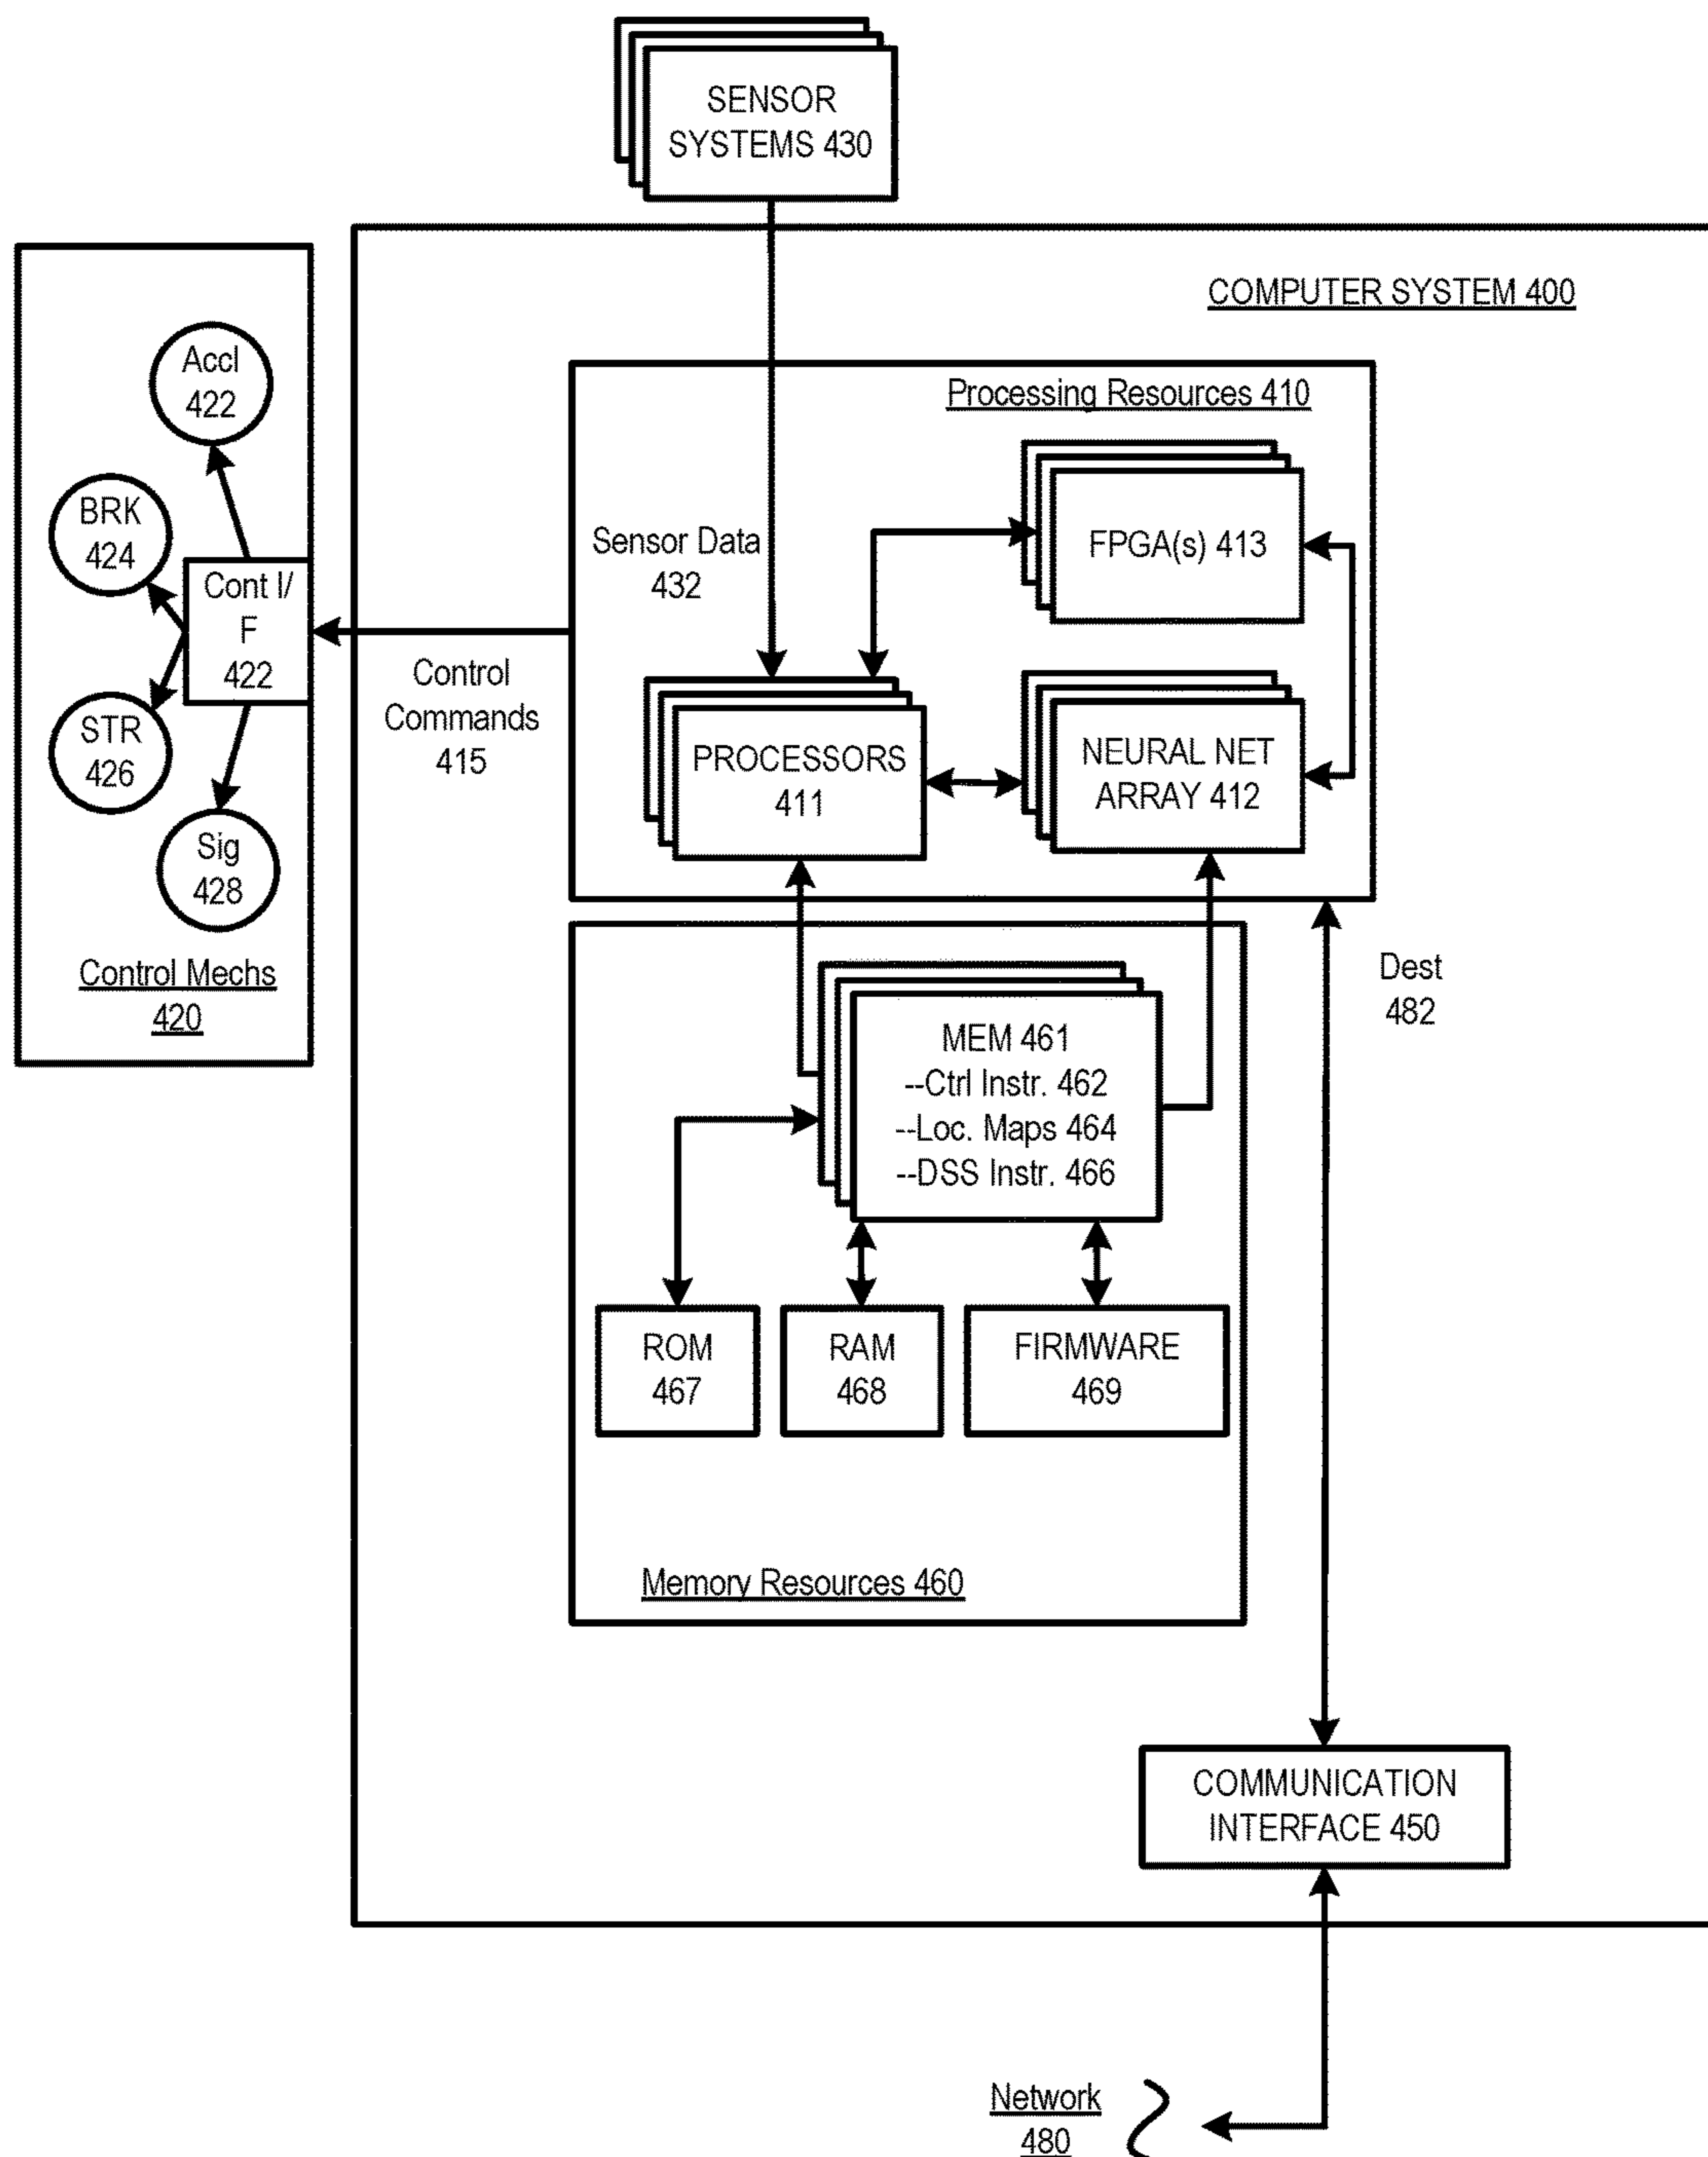 SENSOR
SYSTEMS 430
COMPUTER SYSTEM 400
Accl
422
BRK
424
Cont I/
F
422
STR
426
Sig
428
Control Mechs
420
Control
Commands
415
Processing Resources 410
Sensor Data
432
FPGA(s) 413
PROCESSORS
411
NEURAL NET
ARRAY 412
Dest
482
MEM 461
--Ctrl Instr. 462
--Loc. Maps 464
--DSS Instr. 466
ROM
467
RAM
468
FIRMWARE
469
Memory Resources 460
COMMUNICATION
INTERFACE 450
Network
480